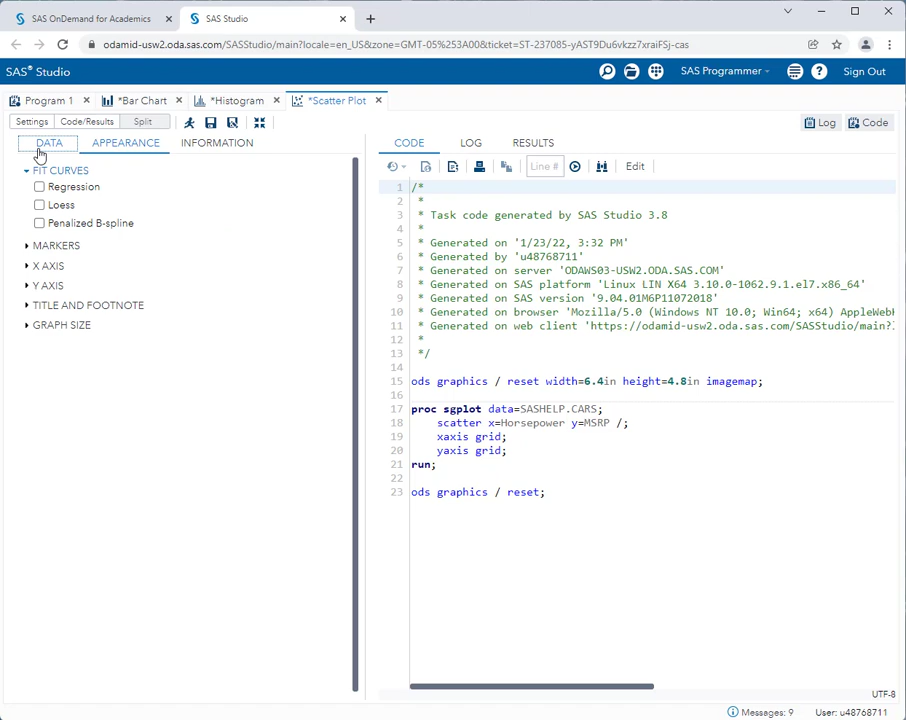 SAS OnDemand for Academics
SAS Studio
odamid-usw2.oda.sas.com/SASStudio/main?locale=en_US&zone=GMT-05%253A00&ticket=ST-237085-yAST9Du6vkzz7xraiFSj-cas
SAS® Studio
SAS Programmer
Sign Out
Program 1
*Bar Chart
*Histogram
*Scatter Plot
Settings
Code/Results
Split
Log
Code
DATA
APPEARANCE
INFORMATION
CODE
LOG
RESULTS
Line #
Edit
FIT CURVES
Regression
Loess
Penalized B-spline
MARKERS
X AXIS
Y AXIS
TITLE AND FOOTNOTE
GRAPH SIZE
1 /*
2 *
3 * Task code generated by SAS Studio 3.8
4 *
5 * Generated on '1/23/22, 3:32 PM'
6 * Generated by 'u48768711'
7 * Generated on server 'ODAWS03-USW2.ODA.SAS.COM'
8 * Generated on SAS platform 'Linux LIN X64 3.10.0-1062.9.1.el7.x86_64'
9 * Generated on SAS version '9.04.01M6P11072018'
10 * Generated on browser 'Mozilla/5.0 (Windows NT 10.0; Win64; x64) AppleWeb
11 * Generated on web client 'https://odamid-usw2.oda.sas.com/SASStudio/main?
12 *
13 */
14
15 ods graphics / reset width=6.4in height=4.8in imagemap;
16
17 proc sgplot data=SASHELP.CARS;
18 scatter x=Horsepower y=MSRP /;
19 xaxis grid;
20 yaxis grid;
21 run;
22
23 ods graphics / reset;
UTF-8
Messages: 9
User: u48768711